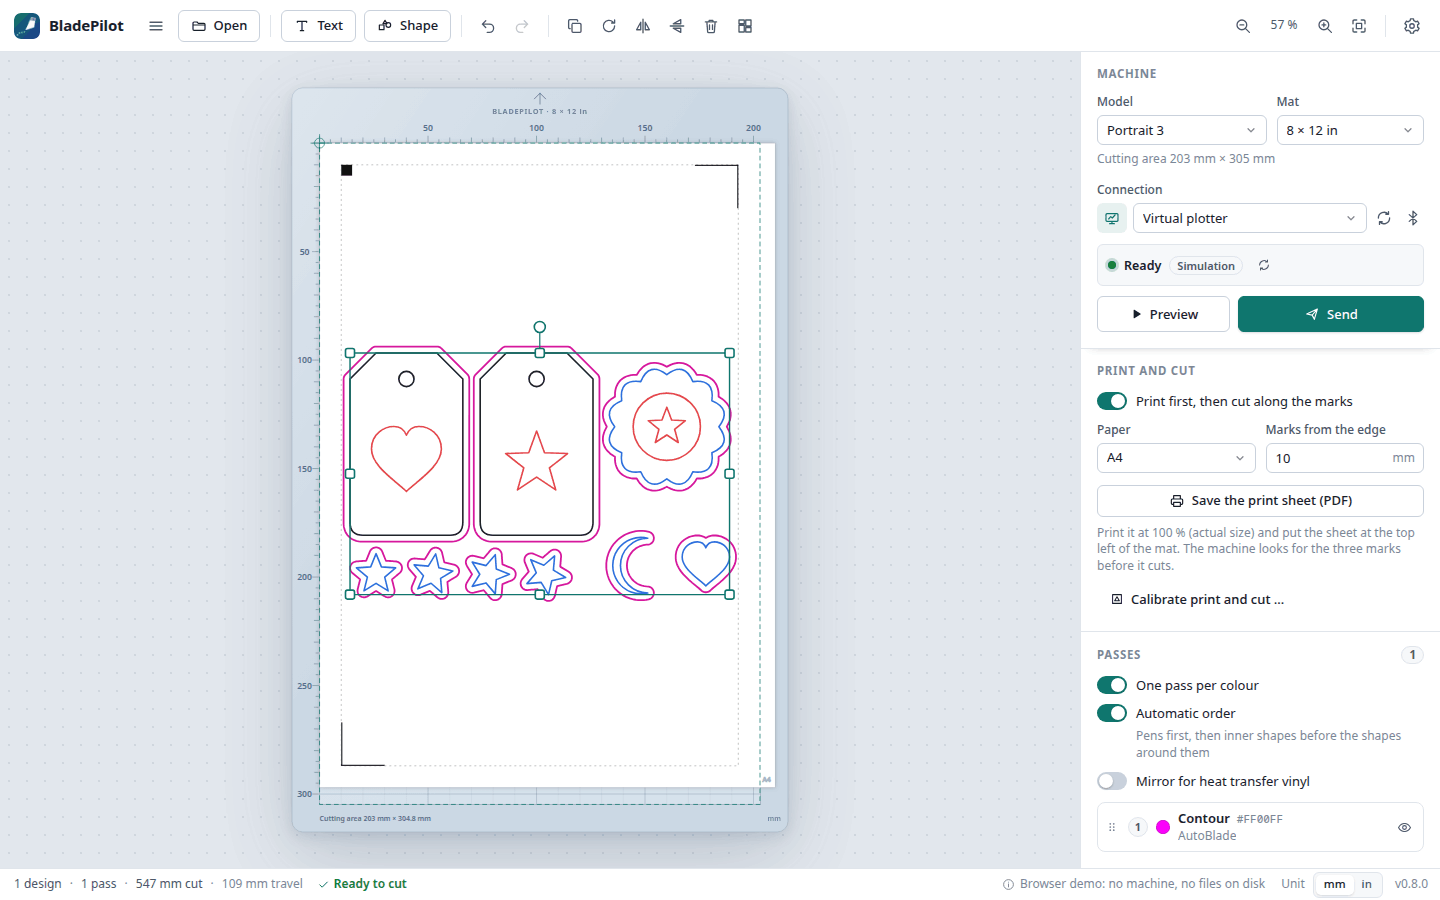 BladePilot
Open
Text
Shape
57 %
BLADEPILOT · 8 × 12 in
50
100
150
200
50
100
150
200
250
300
A4
Cutting area 203 mm × 304.8 mm
mm
MACHINE
Model
Mat
Portrait 3
8 × 12 in
Cutting area 203 mm × 305 mm
Connection
Virtual plotter
Ready
Simulation
Preview
Send
PRINT AND CUT
Print first, then cut along the marks
Paper
Marks from the edge
A4
10 mm
Save the print sheet (PDF)
Print it at 100 % (actual size) and put the sheet at the top
left of the mat. The machine looks for the three marks
before it cuts.
Calibrate print and cut ...
PASSES
1
One pass per colour
Automatic order
Pens first, then inner shapes before the shapes
around them
Mirror for heat transfer vinyl
1
Contour #FF00FF
AutoBlade
1 design · 1 pass · 547 mm cut · 109 mm travel
Ready to cut
Browser demo: no machine, no files on disk
Unit
mm
in
v0.8.0